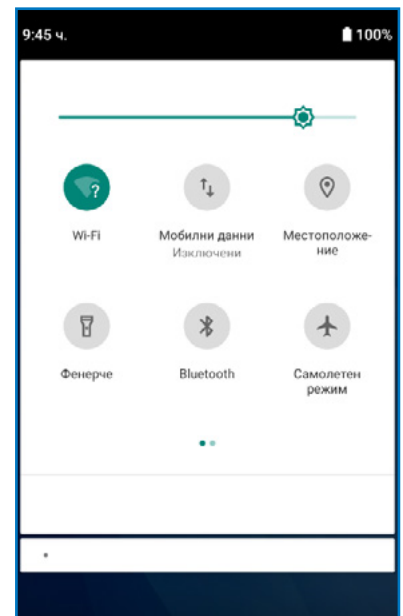 9:45 ч. 100%
Wi-Fi Мобилни данни Местоположе-
Изключени ние
Фенерче Bluetooth Самолетен
режим